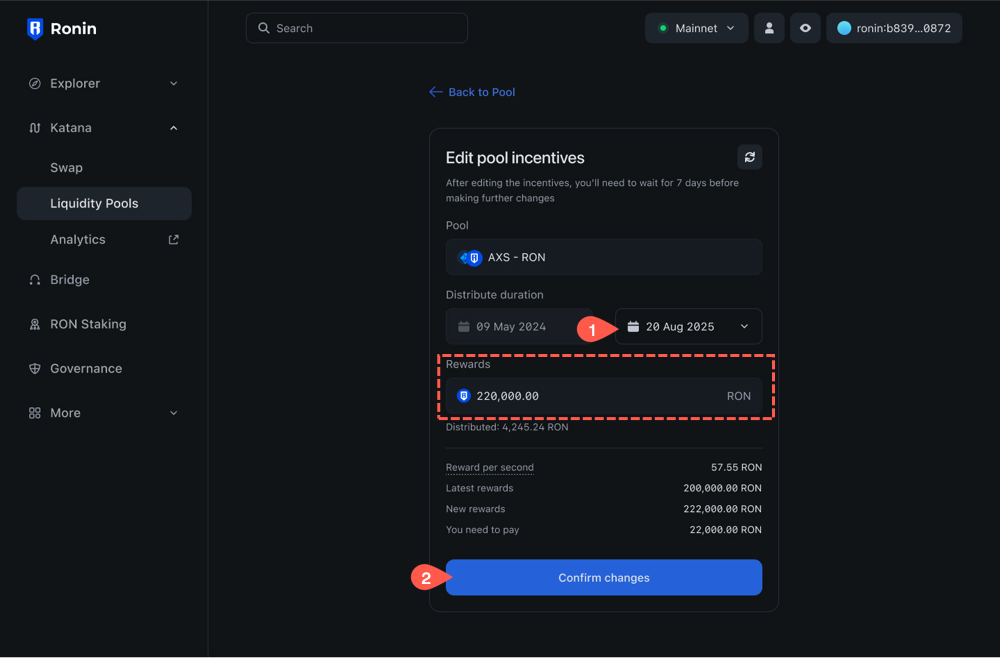 Ronin
Search
Mainnet
ronin:b839...0872
Explorer
Katana
Swap
Liquidity Pools
Analytics
Bridge
RON Staking
Governance
More
Back to Pool
Edit pool incentives
After editing the incentives, you'll need to wait for 7 days before
making further changes
Pool
AXS - RON
Distribute duration
09 May 2024
1
20 Aug 2025
Rewards
220,000.00 RON
Distributed: 4,245.24 RON
Reward per second 57.55 RON
Latest rewards 200,000.00 RON
New rewards 222,000.00 RON
You need to pay 22,000.00 RON
2
Confirm changes